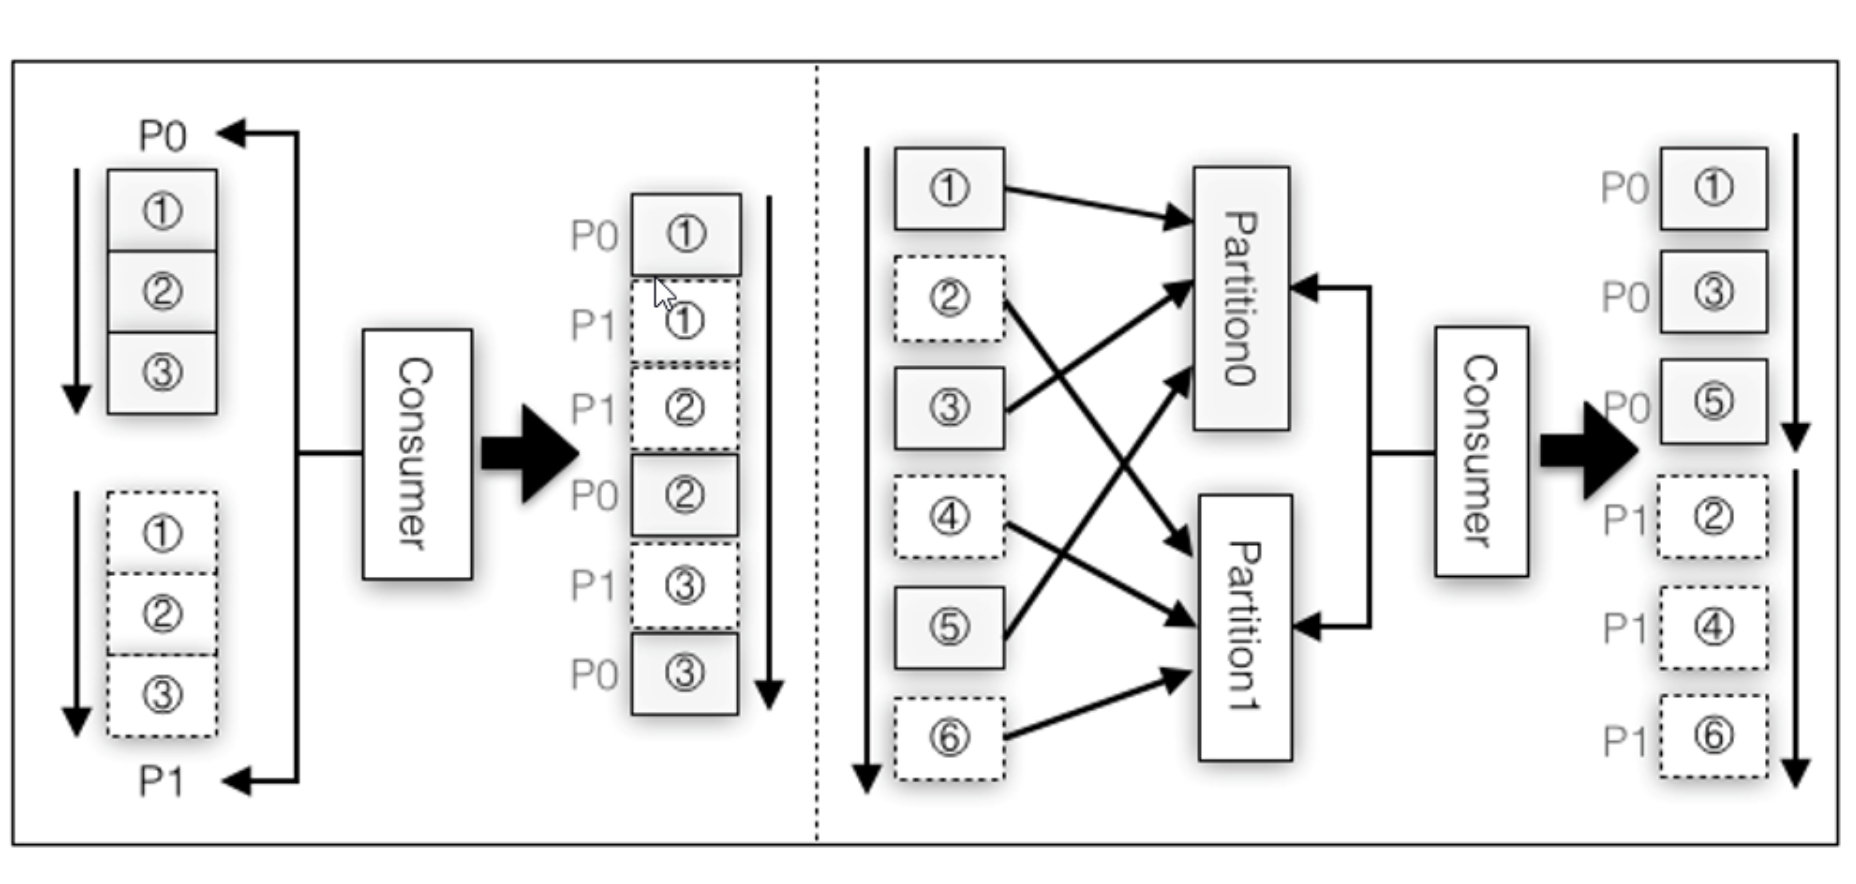 P0
①
②
③
①
②
③
P1
Consumer
P0 ①
P1 ①
P1 ②
P0 ②
P1 ③
P0 ③
①
②
③
④
⑤
⑥
Partition0
Partition1
Consumer
P0 ①
P0 ③
P0 ⑤
P1 ②
P1 ④
P1 ⑥